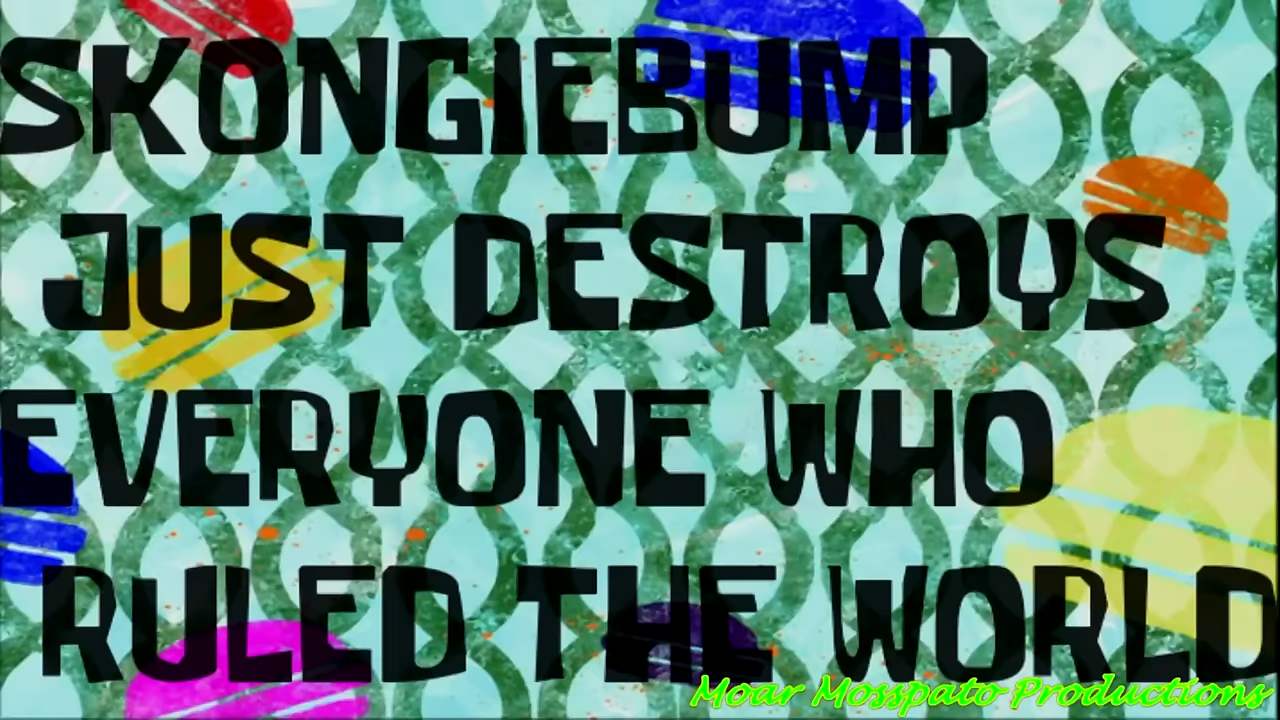 SKONGIEBUMP
JUST DESTROYS
EVERYONE WHO
RULED THE WORLD
Moar Mosspato Productions